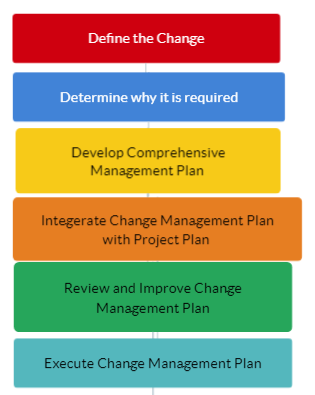 Define the Change
Determine why it is required
Develop Comprehensive
Management Plan
Integerate Change Management Plan
with Project Plan
Review and Improve Change
Management Plan
Execute Change Management Plan